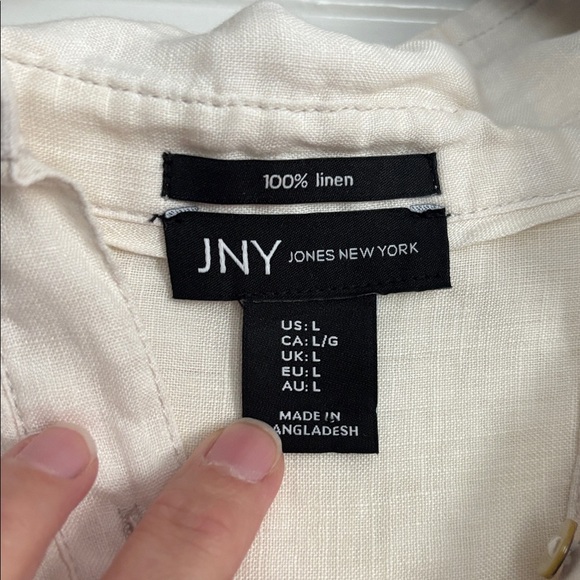 100% linen
JNY JONES NEW YORK
US: L
CA: L/G
UK: L
EU: L
AU: L
MADE IN
ANGLADESH